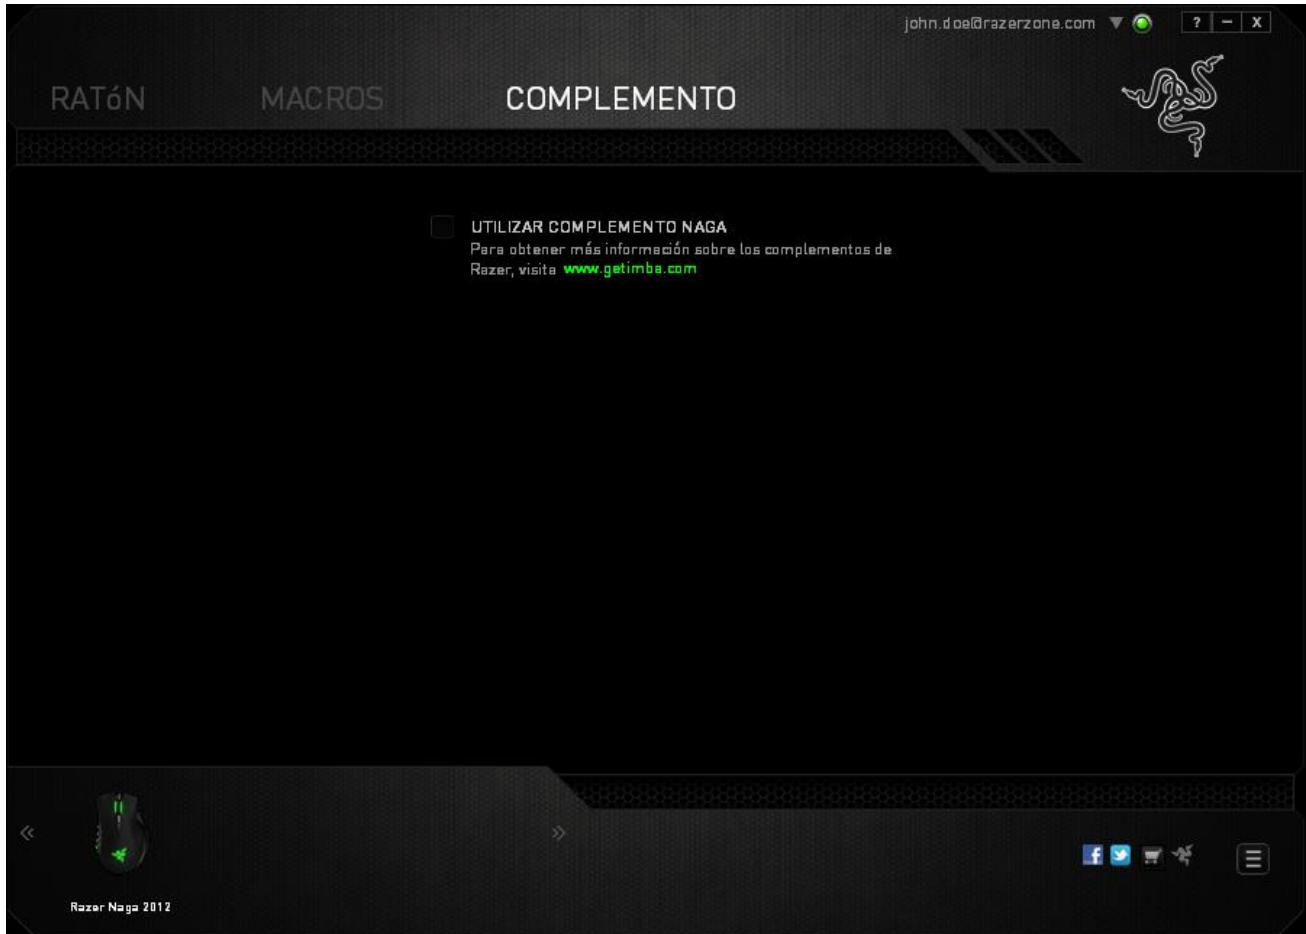 john.doe@razerzone.com
? - X
RATóN MACROS COMPLEMENTO
UTILIZAR COMPLEMENTO NAGA
Para obtener más información sobre los complementos de
Razer, visita www.getimba.com
Razer Naga 2012